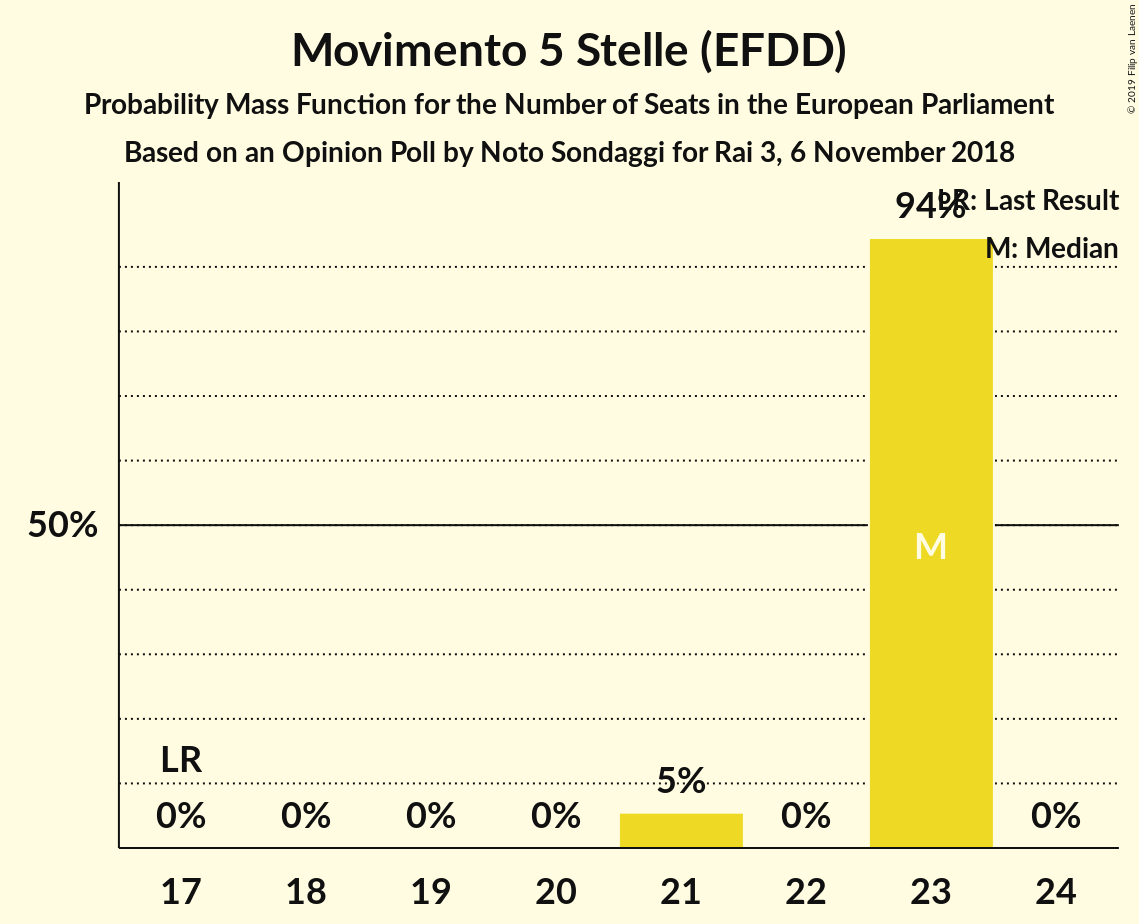 Movimento 5 Stelle (EFDD)
Probability Mass Function for the Number of Seats in the European Parliament
Based on an Opinion Poll by Noto Sondaggi for Rai 3, 6 November 2018
© 2019 Filip van Laenen
LR: Last Result
M: Median
94%
50%
M
LR
5%
0% 0% 0% 0% 0% 0%
17 18 19 20 21 22 23 24